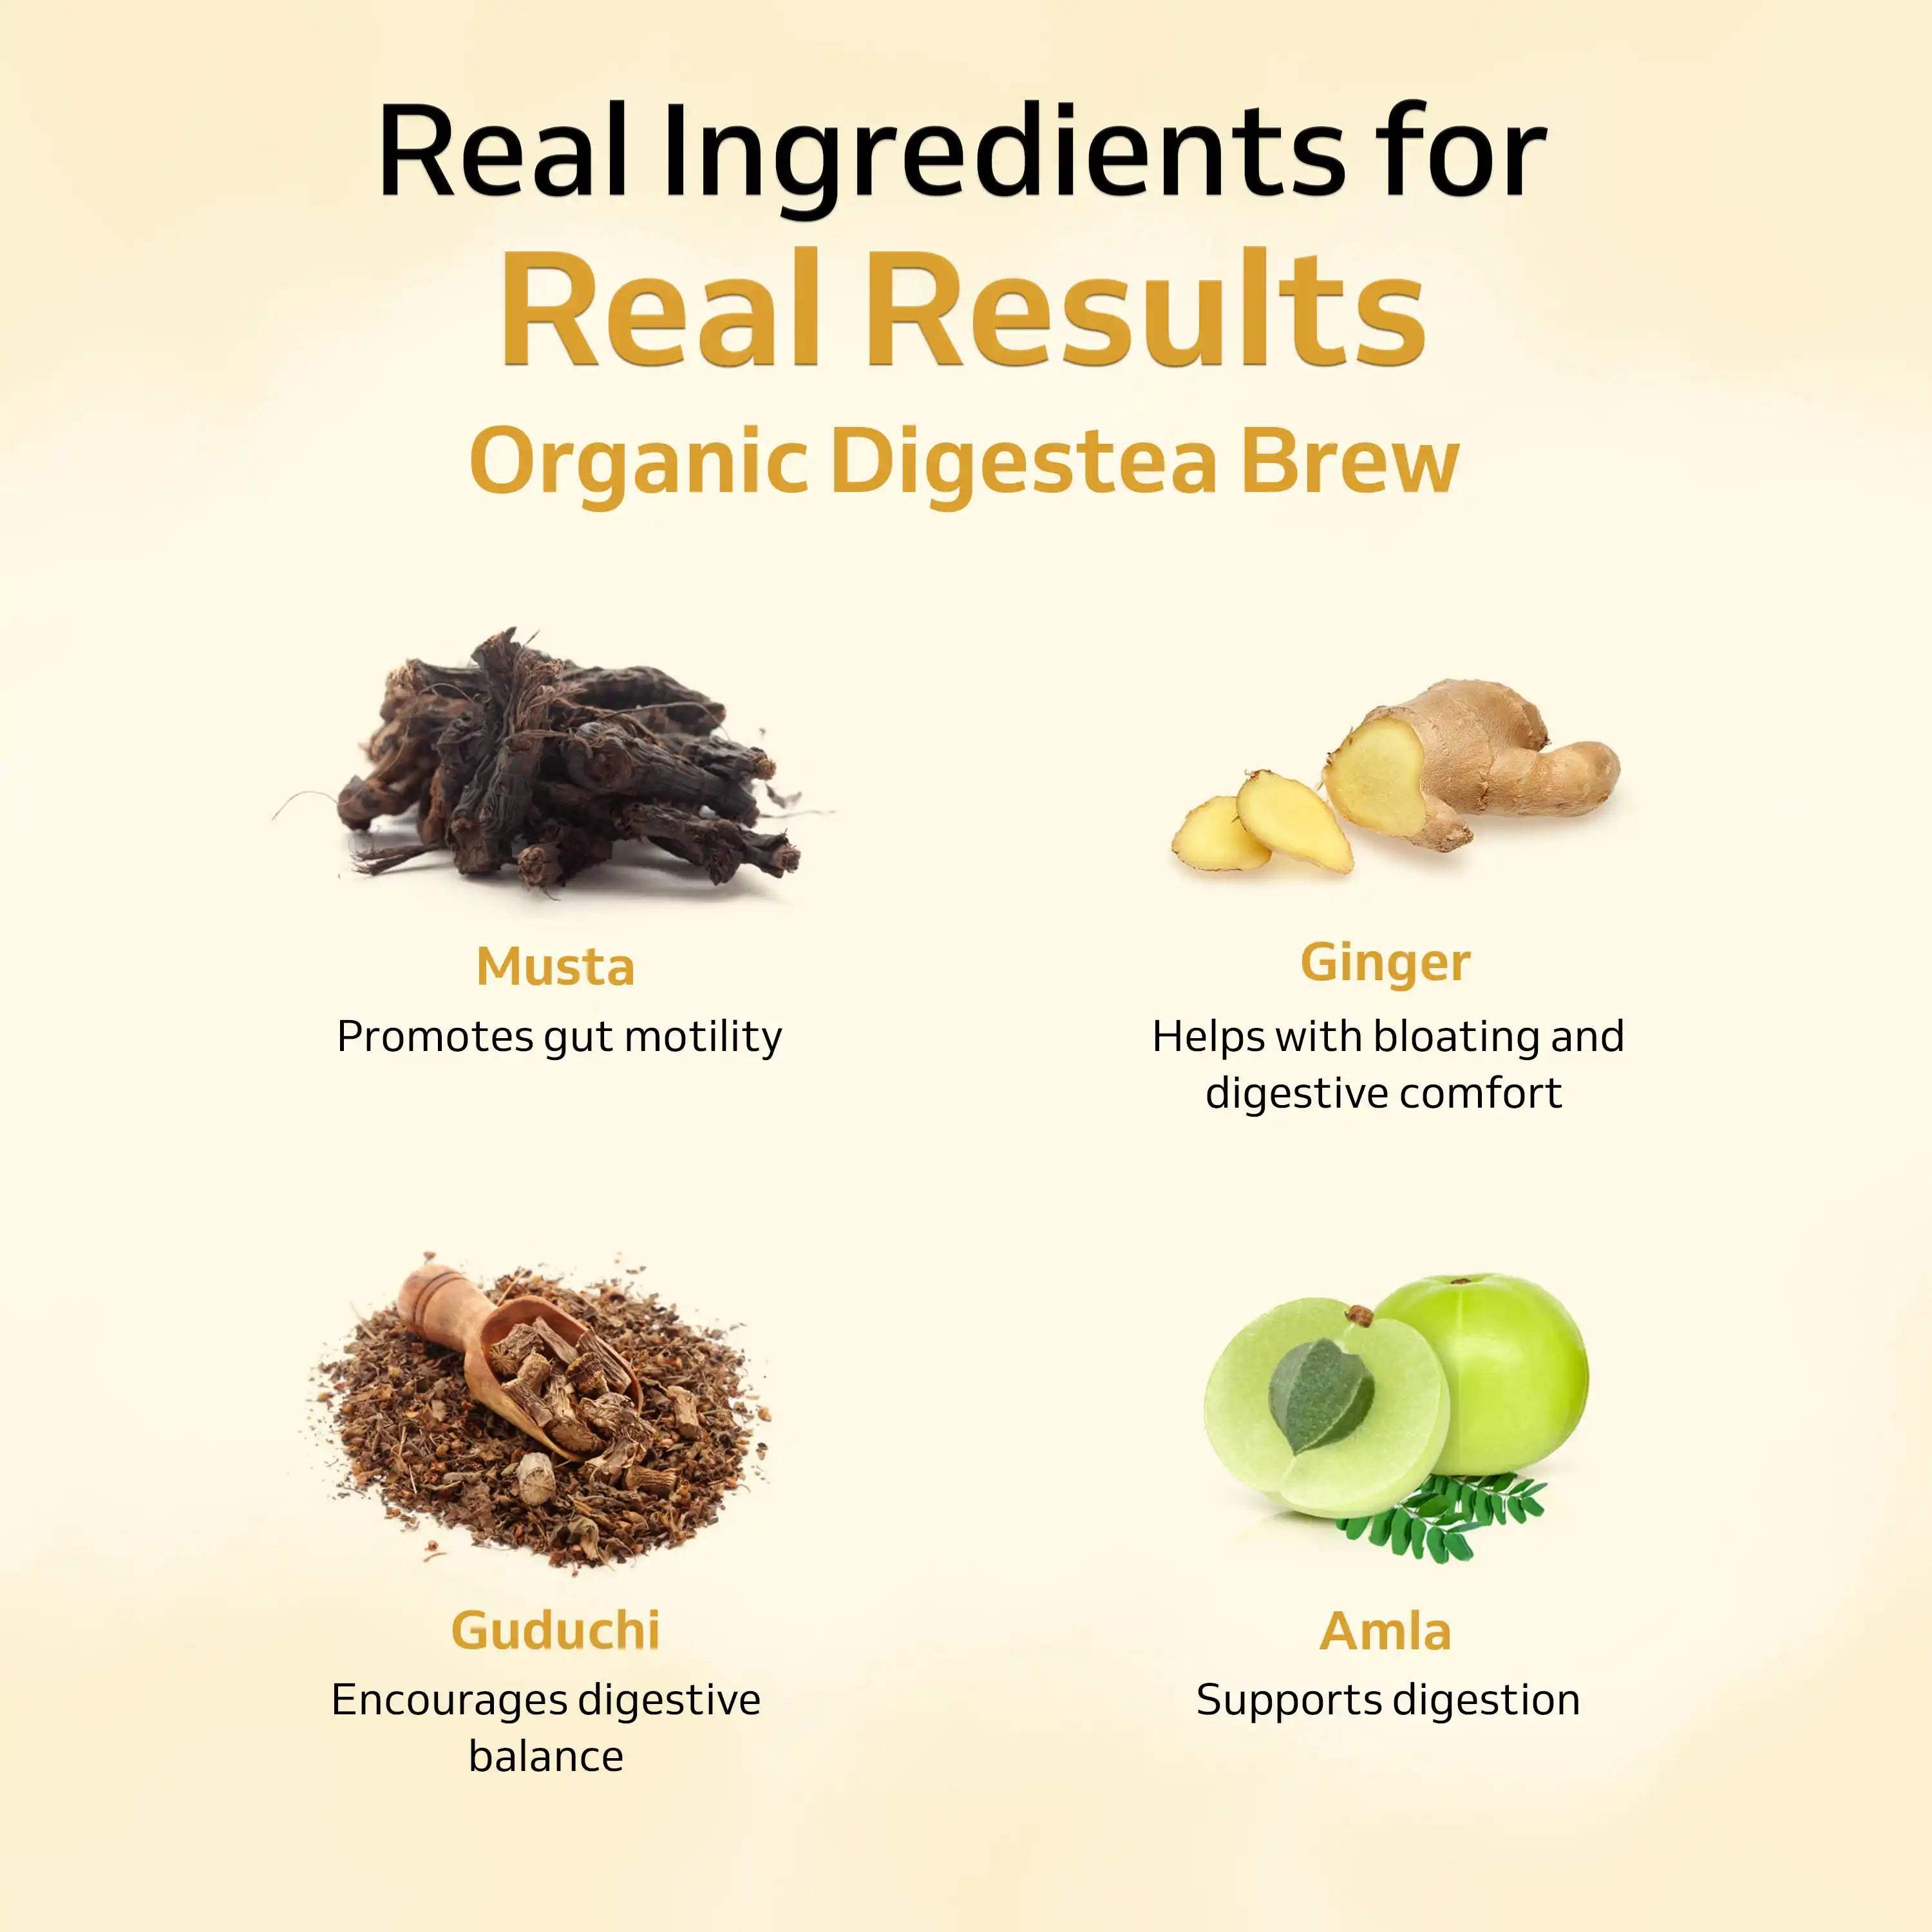 Real Ingredients for
Real Results
Organic Digestea Brew
Musta
Promotes gut motility
Ginger
Helps with bloating and
digestive comfort
Guduchi
Encourages digestive
balance
Amla
Supports digestion